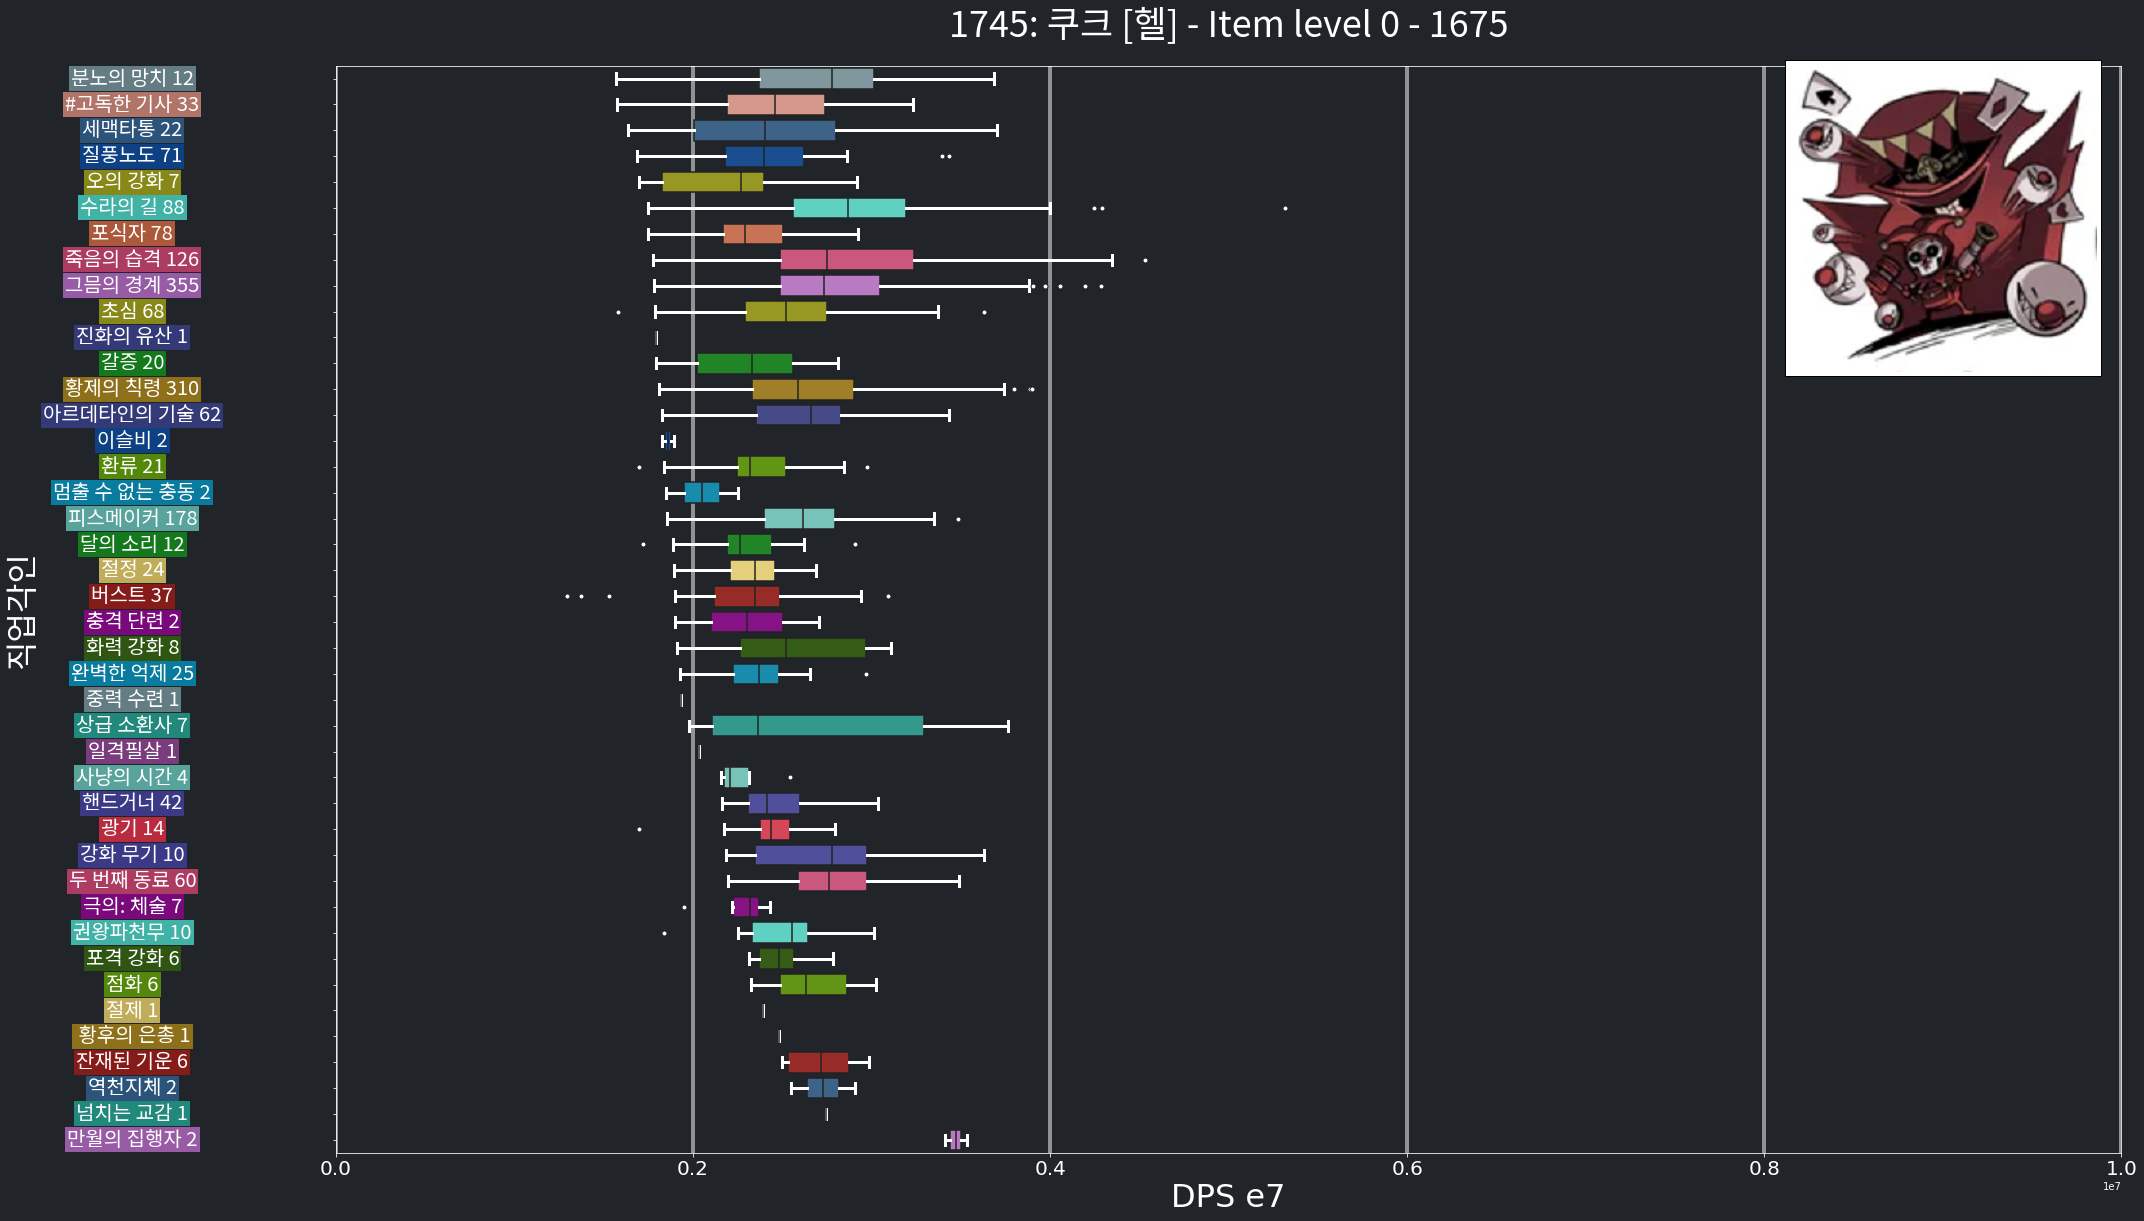 1745: 쿠크 [헬] - Item level 0 - 1675
직업각인
분노의 망치 12
#고독한 기사 33
세맥타통 22
질풍노도 71
오의 강화 7
수라의 길 88
포식자 78
죽음의 습격 126
그믐의 경계 355
초심 68
진화의 유산 1
갈증 20
황제의 칙령 310
아르데타인의 기술 62
이슬비 2
환류 21
멈출 수 없는 충동 2
피스메이커 178
달의 소리 12
절정 24
버스트 37
충격 단련 2
화력 강화 8
완벽한 억제 25
중력 수련 1
상급 소환사 7
일격필살 1
사냥의 시간 4
핸드거너 42
광기 14
강화 무기 10
두 번째 동료 60
극의: 체술 7
권왕파천무 10
포격 강화 6
점화 6
절제 1
황후의 은총 1
잔재된 기운 6
역천지체 2
넘치는 교감 1
만월의 집행자 2
0.0 0.2 0.4 0.6 0.8 1.0
1e7
DPS e7